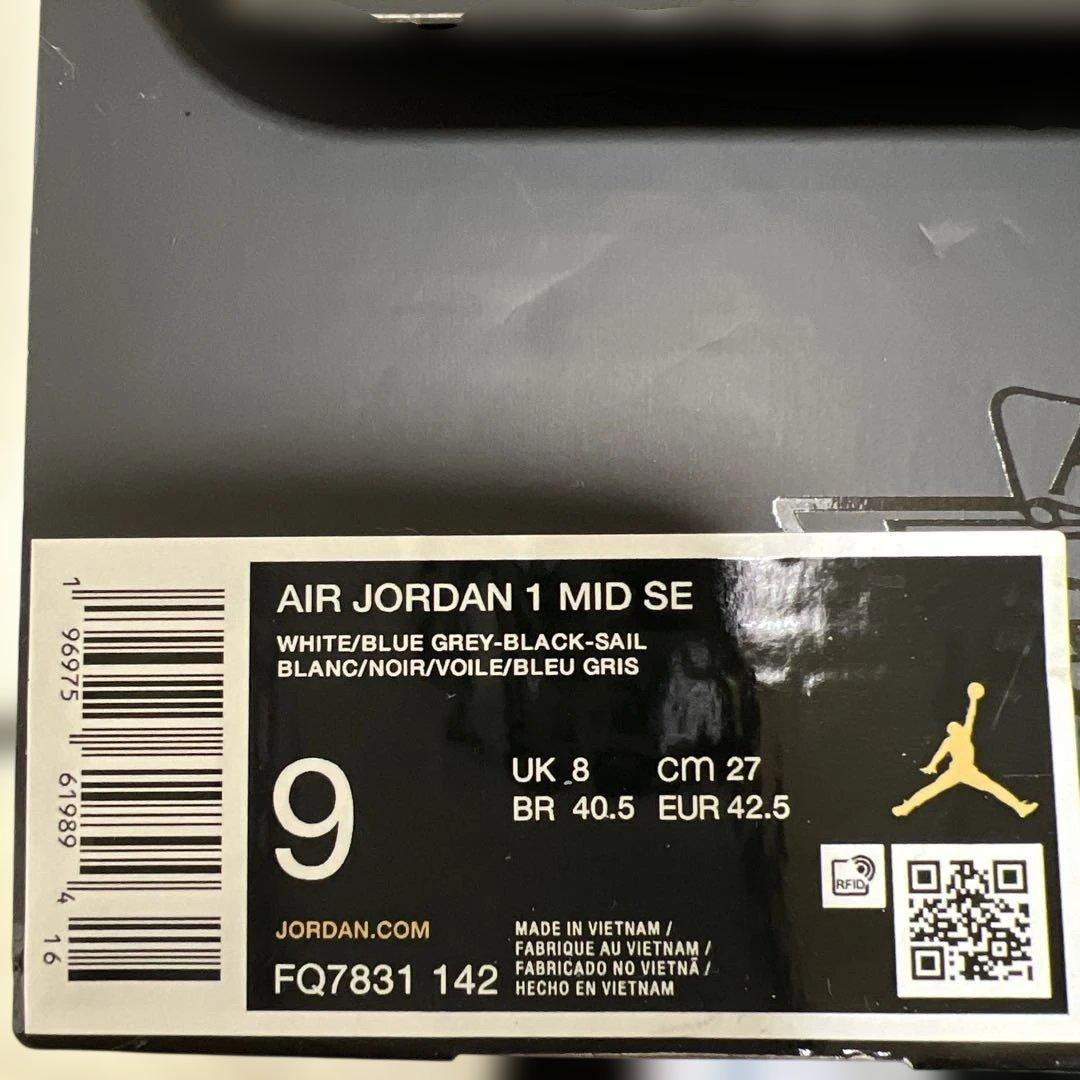 AIR JORDAN 1 MID SE
WHITE/BLUE GREY-BLACK-SAIL
BLANC/NOIR/VOILE/BLEU GRIS
9
UK 8 cm 27
BR 40.5 EUR 42.5
RFID
JORDAN.COM
FQ7831 142
MADE IN VIETNAM /
FABRIQUE AU VIETNAM /
FABRICADO NO VIETNÃ /
HECHO EN VIETNAM
1 96975 61989 4 16